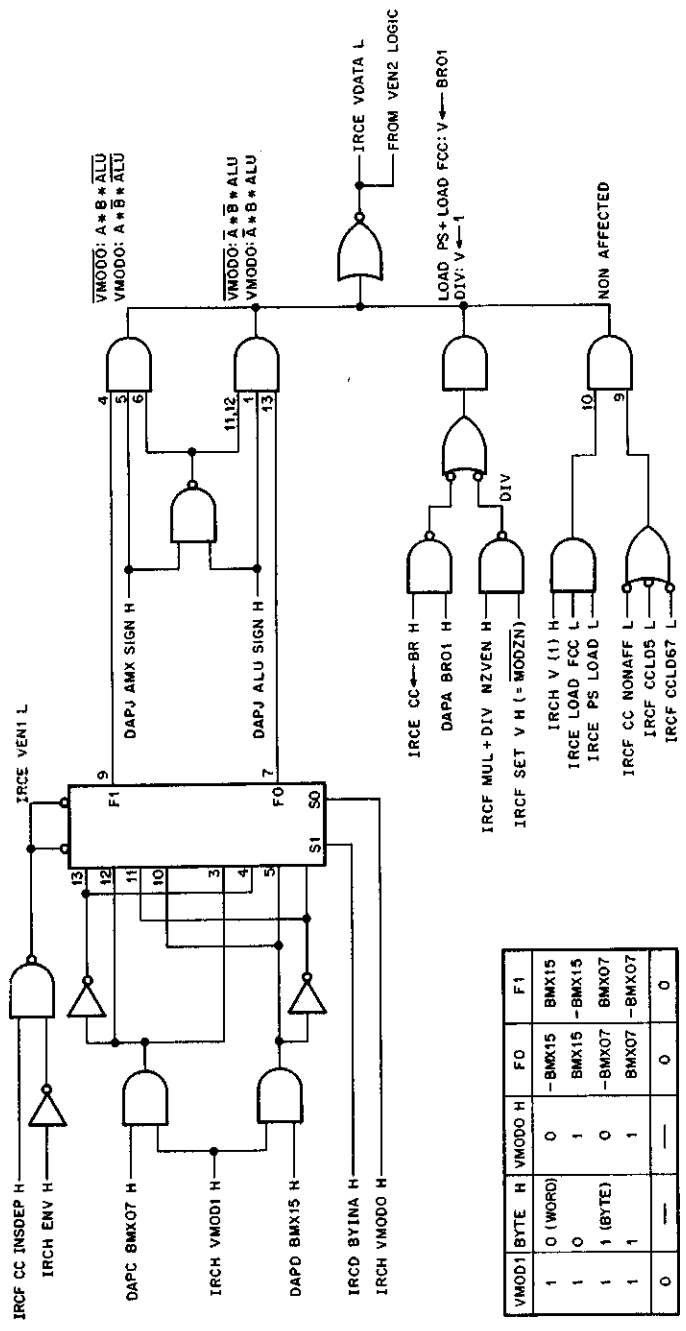 IRCF CC INSDEP H
IRCH ENV H
IRCE VEN1 L
DAPC BMX07 H
IRCH VMOD1 H
DAPD BMX15 H
IRCD BYINA H
IRCH VMODO H
13
12
11
10
3
4
5
F1
9
FO
7
S1
SO
DAPJ AMX SIGN H
DAPJ ALU SIGN H
4
5
6
11,12
1
13
VMODO: A * B * ALU
VMODO: A * B * ALU
VMODO: A * B * ALU
VMODO: A * B * ALU
IRCE VDATA L
FROM VEN2 LOGIC
IRCE CC ← BR H
DAPA BRO1 H
IRCF MUL + DIV NZVEN H
IRCF SET V H (= MODZN)
DIV
LOAD PS + LOAD FCC: V ← BRO1
DIV: V ← 1
IRCH V (1) H
IRCE LOAD FCC L
IRCE PS LOAD L
IRCF CC NONAFF L
IRCF CCLD5 L
IRCF CCLD67 L
10
9
NON AFFECTED
VMOD1 BYTE H VMODO H FO F1
1 0 (WORD) 0 -BMX15 BMX15
1 0 1 BMX15 -BMX15
1 1 (BYTE) 0 -BMX07 BMX07
1 1 1 BMX07 -BMX07
0 — — 0 0